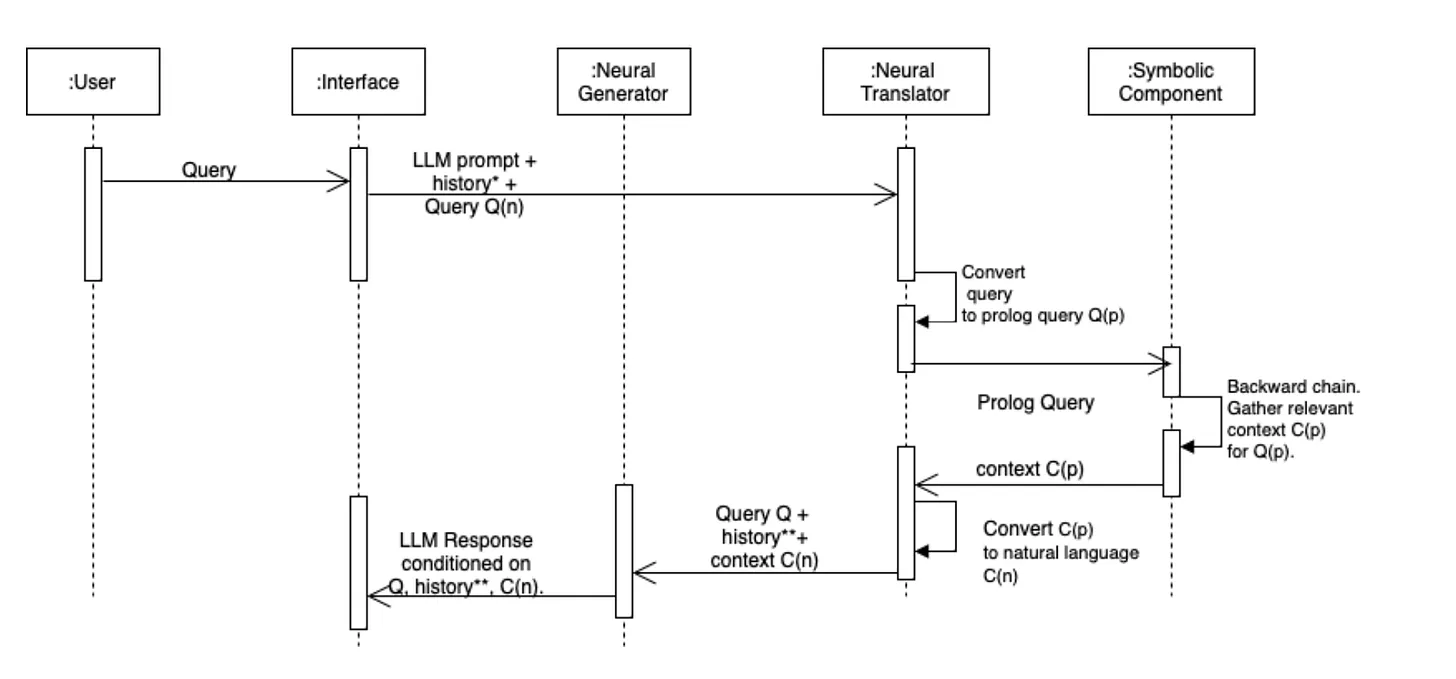 :User
:Interface
:Neural
Generator
:Neural
Translator
:Symbolic
Component
Query
LLM prompt +
history* +
Query Q(n)
Convert
query
to prolog query Q(p)
Prolog Query
Backward chain.
Gather relevant
context C(p)
for Q(p).
context C(p)
Convert C(p)
to natural language
C(n)
Query Q +
history**+
context C(n)
LLM Response
conditioned on
Q, history**, C(n).